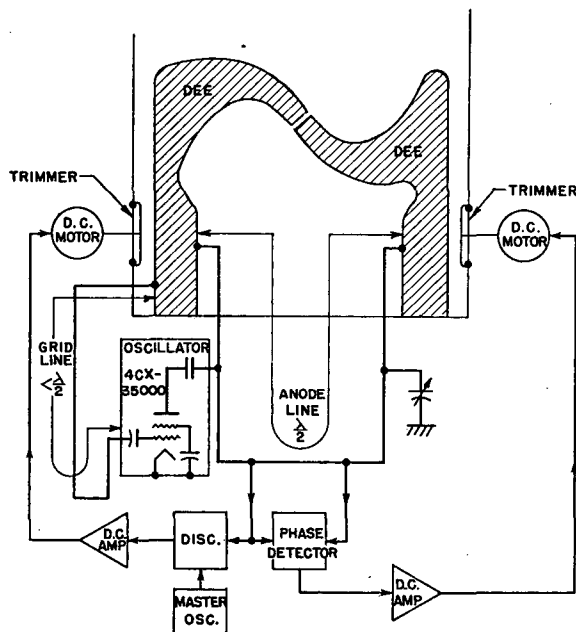 DEE
DEE
TRIMMER
TRIMMER
D.C.
MOTOR
D.C.
MOTOR
GRID
LINE
<λ/2
OSCILLATOR
4CX-
35000
ANODE
LINE
λ/2
D.C.
AMP
DISC.
PHASE
DETECTOR
D.C.
AMP
MASTER
OSC.